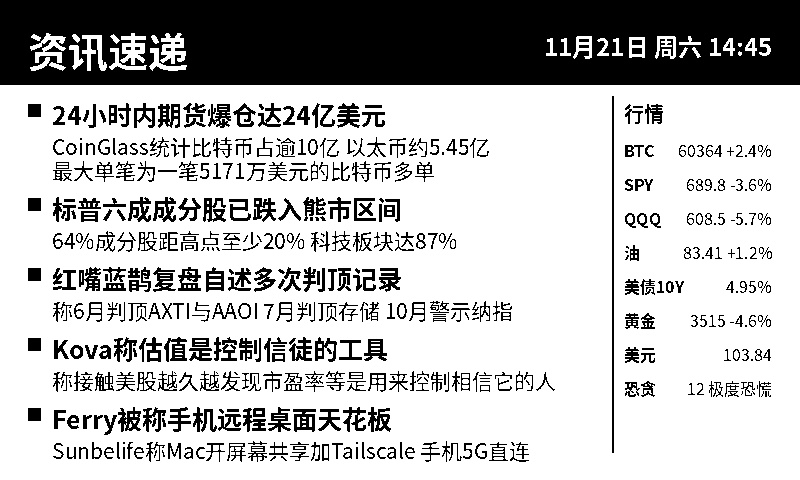 资讯速递
11月21日 周六 14:45
24小时内期货爆仓达24亿美元
CoinGlass统计比特币占逾10亿 以太币约5.45亿
最大单笔为一笔5171万美元的比特币多单
标普六成成分股已跌入熊市区间
64%成分股距高点至少20% 科技板块达87%
红嘴蓝鹊复盘自述多次判顶记录
称6月判顶AXTI与AAOI 7月判顶存储 10月警示纳指
Kova称估值是控制信徒的工具
称接触美股越久越发现市盈率等是用来控制相信它的人
Ferry被称手机远程桌面天花板
Sunbelife称Mac开屏幕共享加Tailscale 手机5G直连
行情
BTC 60364 +2.4%
SPY 689.8 -3.6%
QQQ 608.5 -5.7%
油 83.41 +1.2%
美债10Y 4.95%
黄金 3515 -4.6%
美元 103.84
恐贪 12 极度恐慌